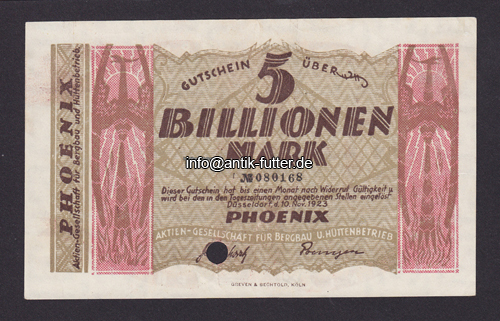 PHOENIX
Aktien-Gesellschaft für Bergbau und Hüttenbetrieb
GUTSCHEIN 5 ÜBER
BILLIONEN
MARK
info@antik-futter.de
№ 080168
Dieser Gutschein hat bis einen Monat nach Widerruf Gültigkeit u.
wird bei den in den Tageszeitungen angegebenen Stellen eingelöst
Düsseldorf, d. 10. Nov. 1923
PHOENIX
AKTIEN-GESELLSCHAFT FÜR BERGBAU U. HÜTTENBETRIEB
GREVEN & BECHTOLD, KÖLN